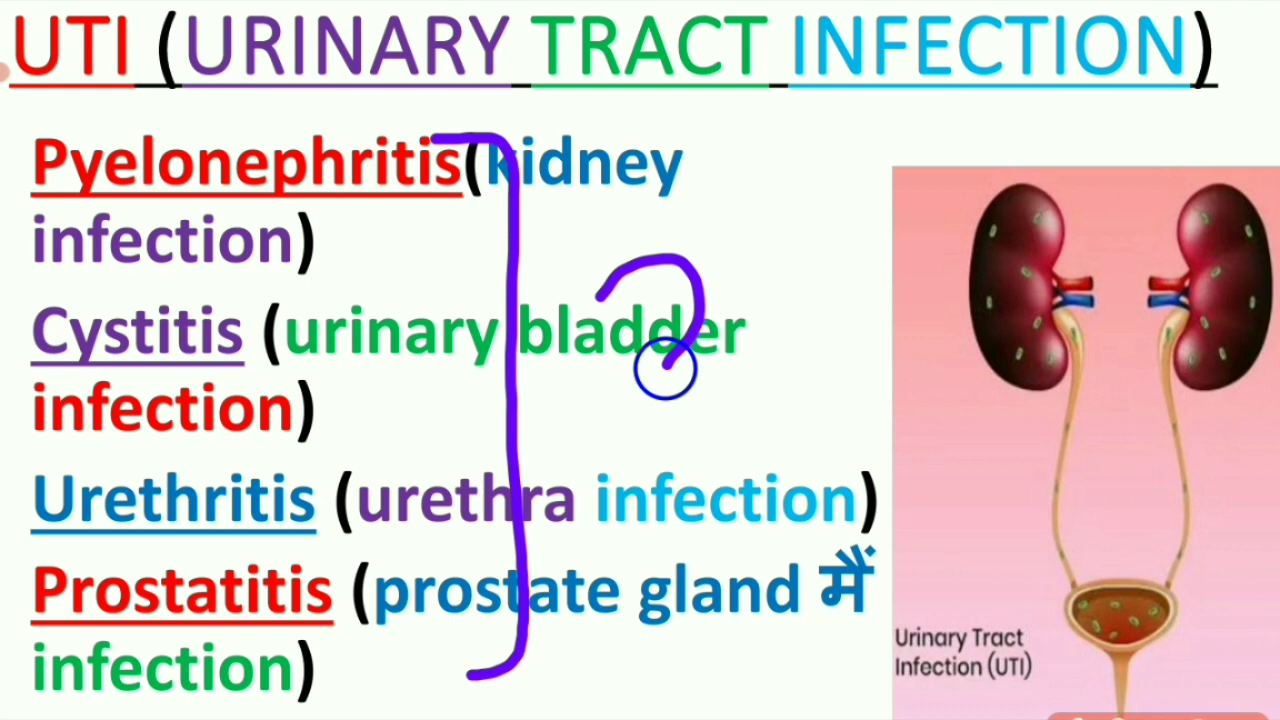 UTI (URINARY TRACT INFECTION)
Pyelonephritis(kidney
infection)
Cystitis (urinary bladder
infection)
Urethritis (urethra infection)
Prostatitis (prostate gland में
infection)
Urinary Tract
Infection (UTI)